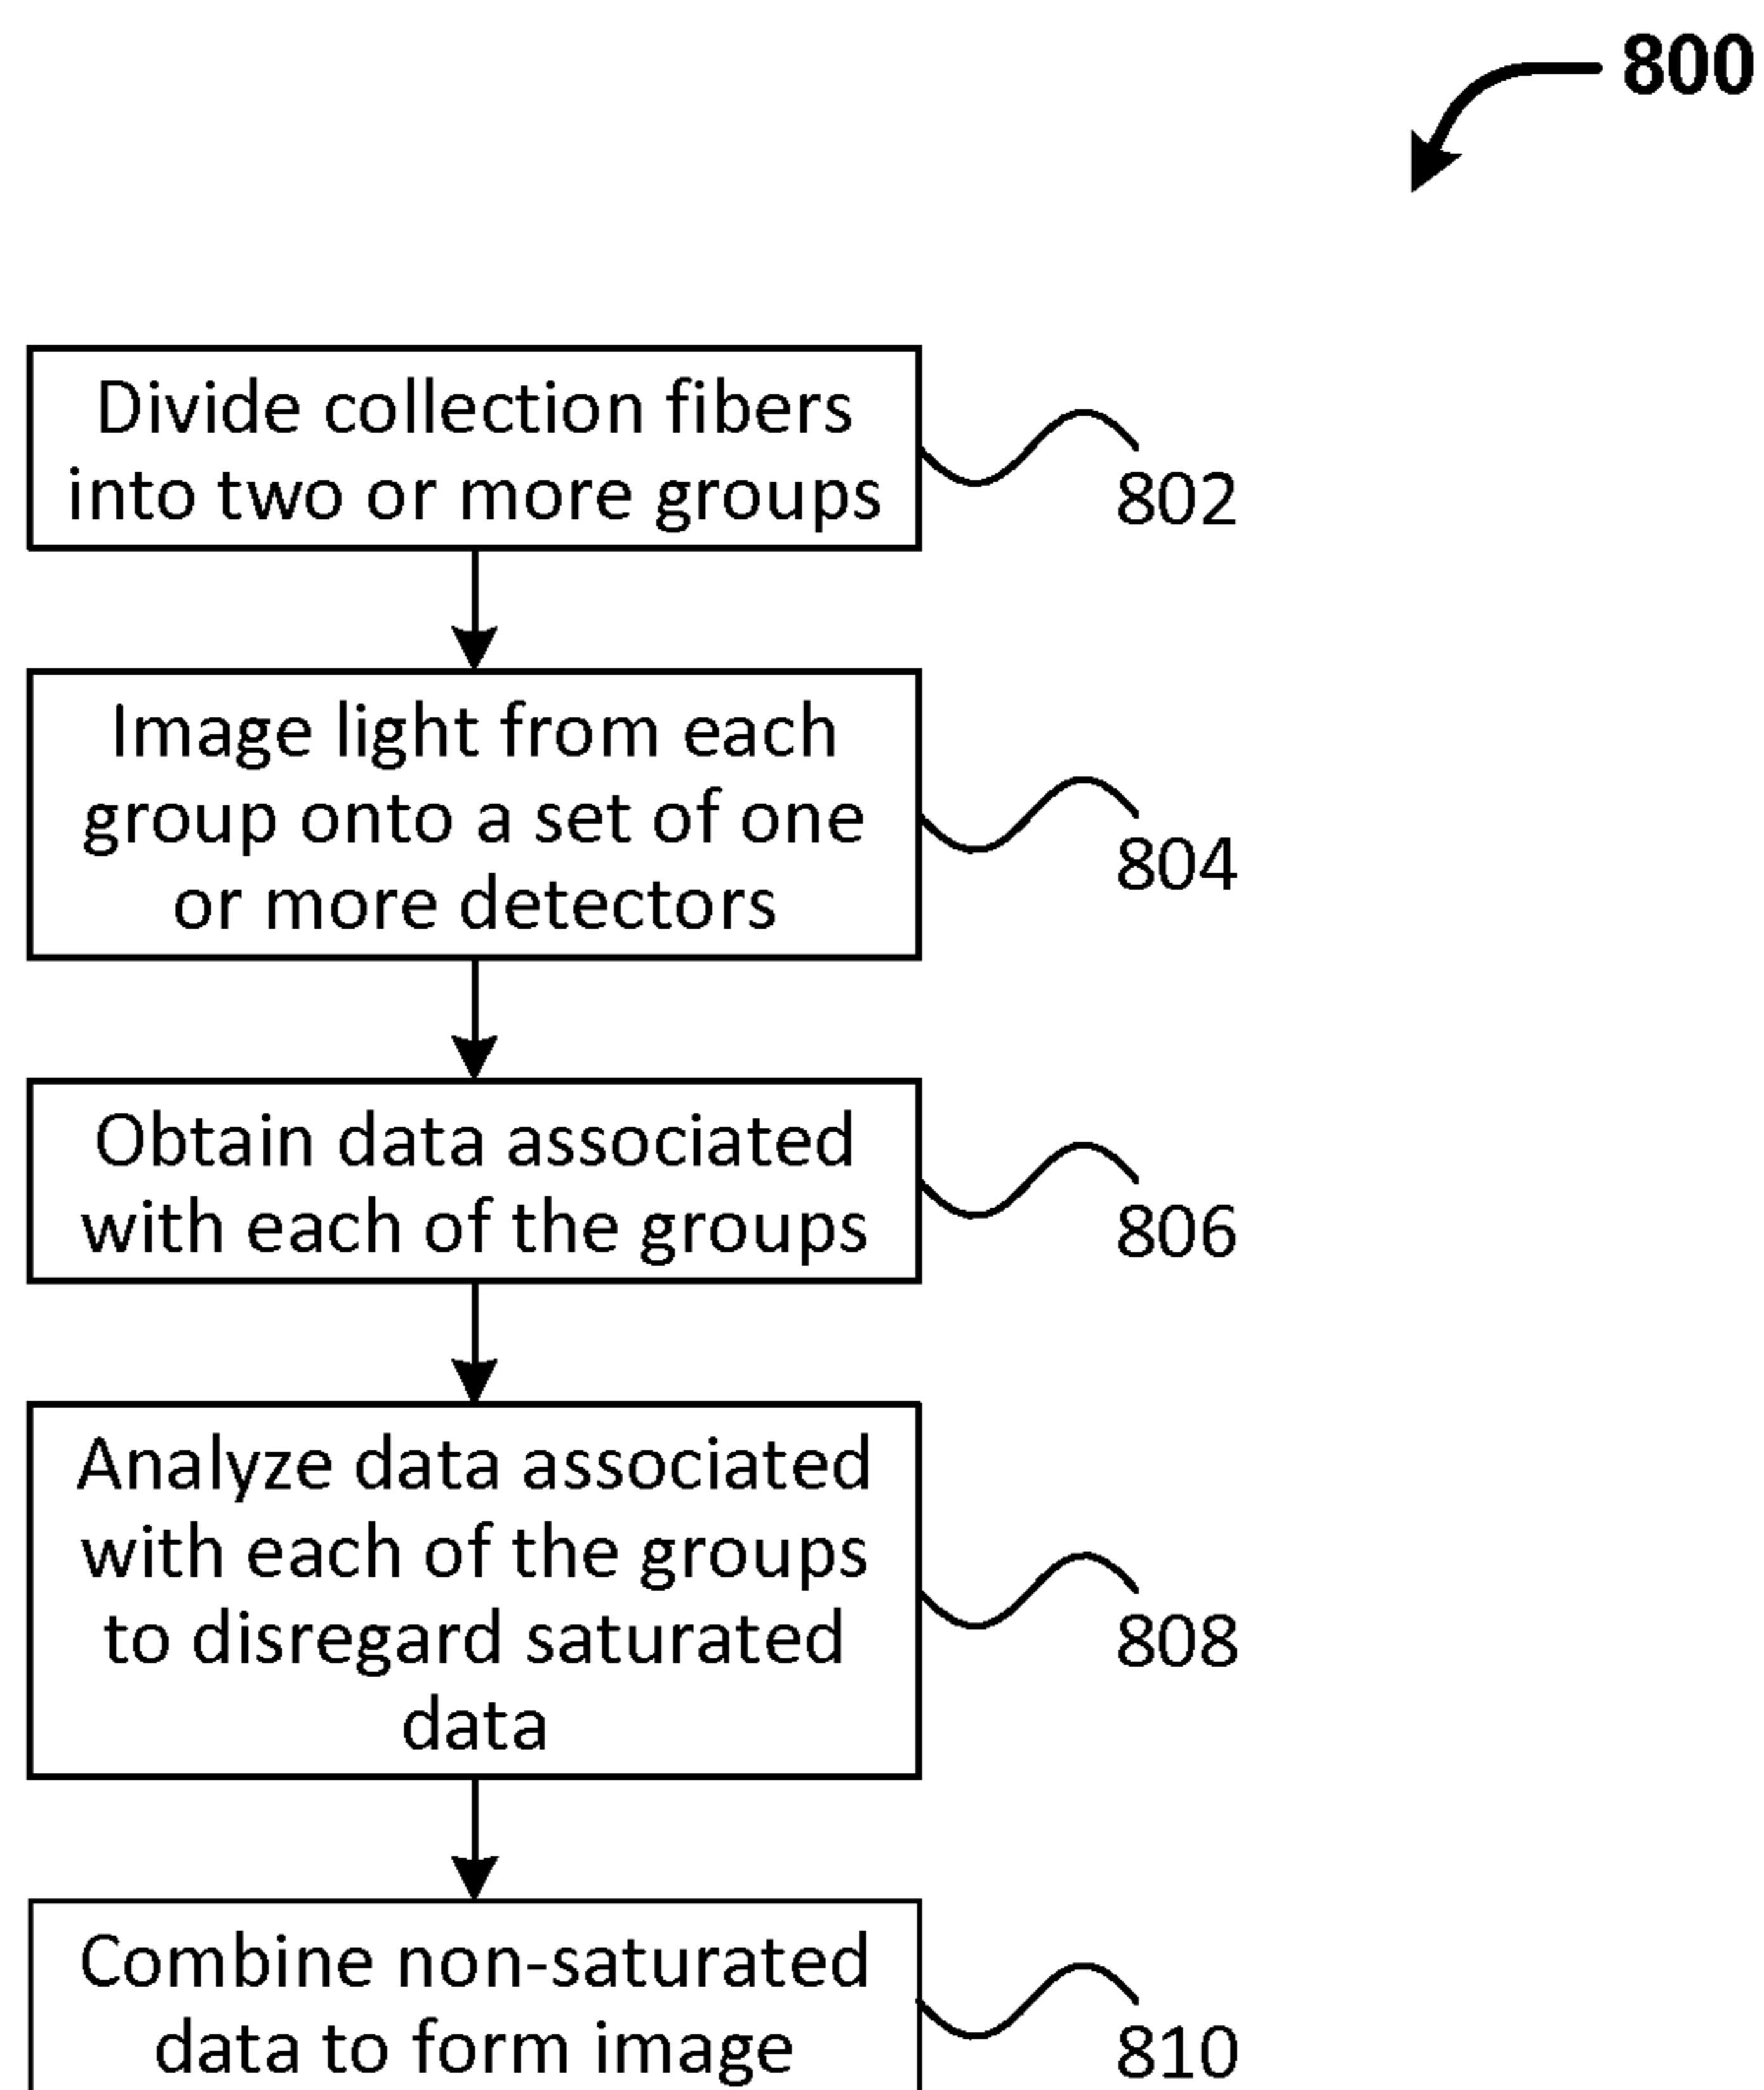 800
Divide collection fibers
into two or more groups
802
Image light from each
group onto a set of one
or more detectors
804
Obtain data associated
with each of the groups
806
Analyze data associated
with each of the groups
to disregard saturated
data
808
Combine non-saturated
data to form image
810